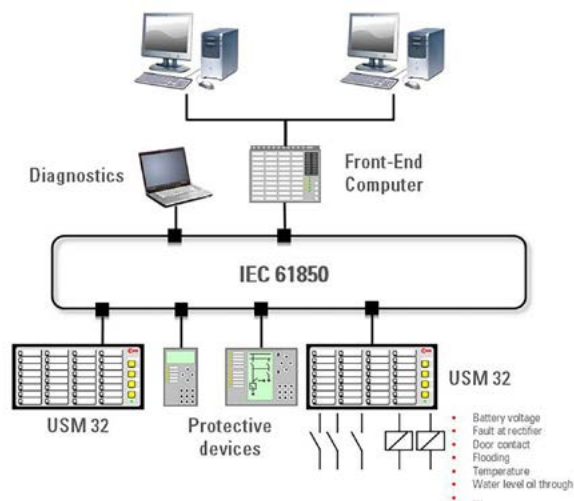 Diagnostics
Front-End
Computer
IEC 61850
USM 32
Protective
devices
USM 32
Battery voltage
Fault at rectifier
Door contact
Flooding
Temperature
Water level oil through
...